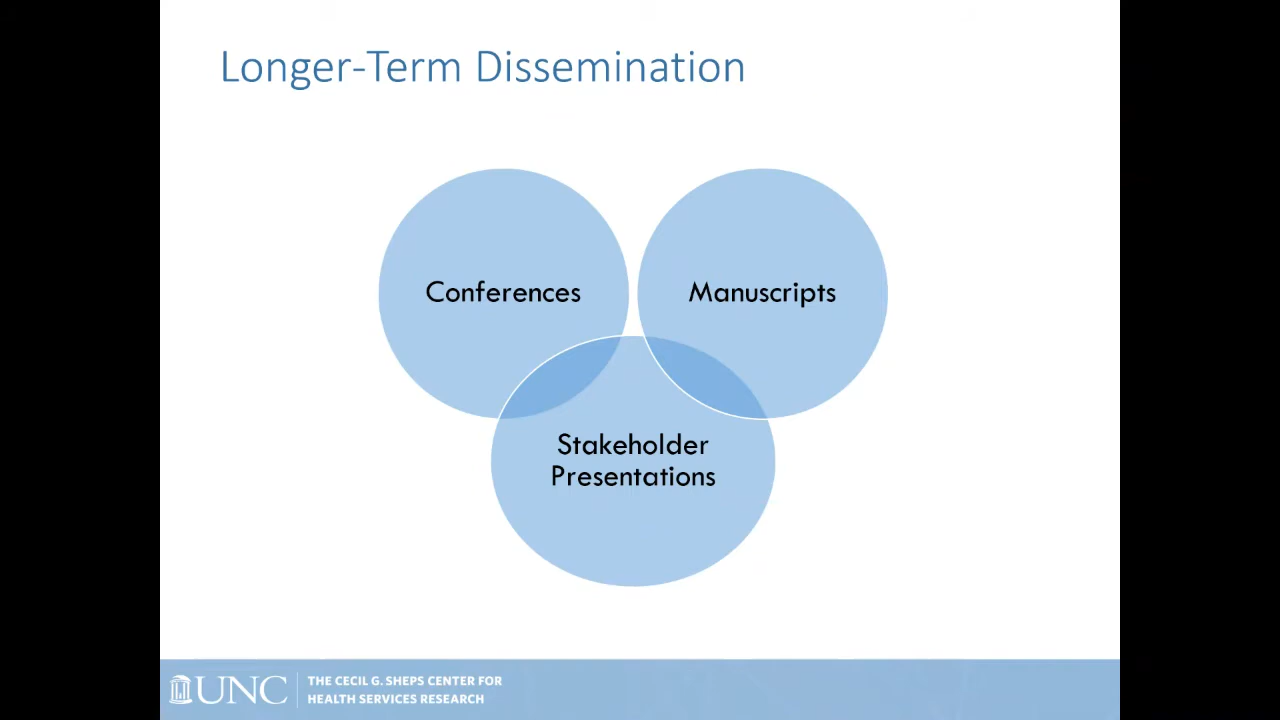 Longer-Term Dissemination
Conferences
Manuscripts
Stakeholder
Presentations
UNC
THE CECIL G. SHEPS CENTER FOR
HEALTH SERVICES RESEARCH